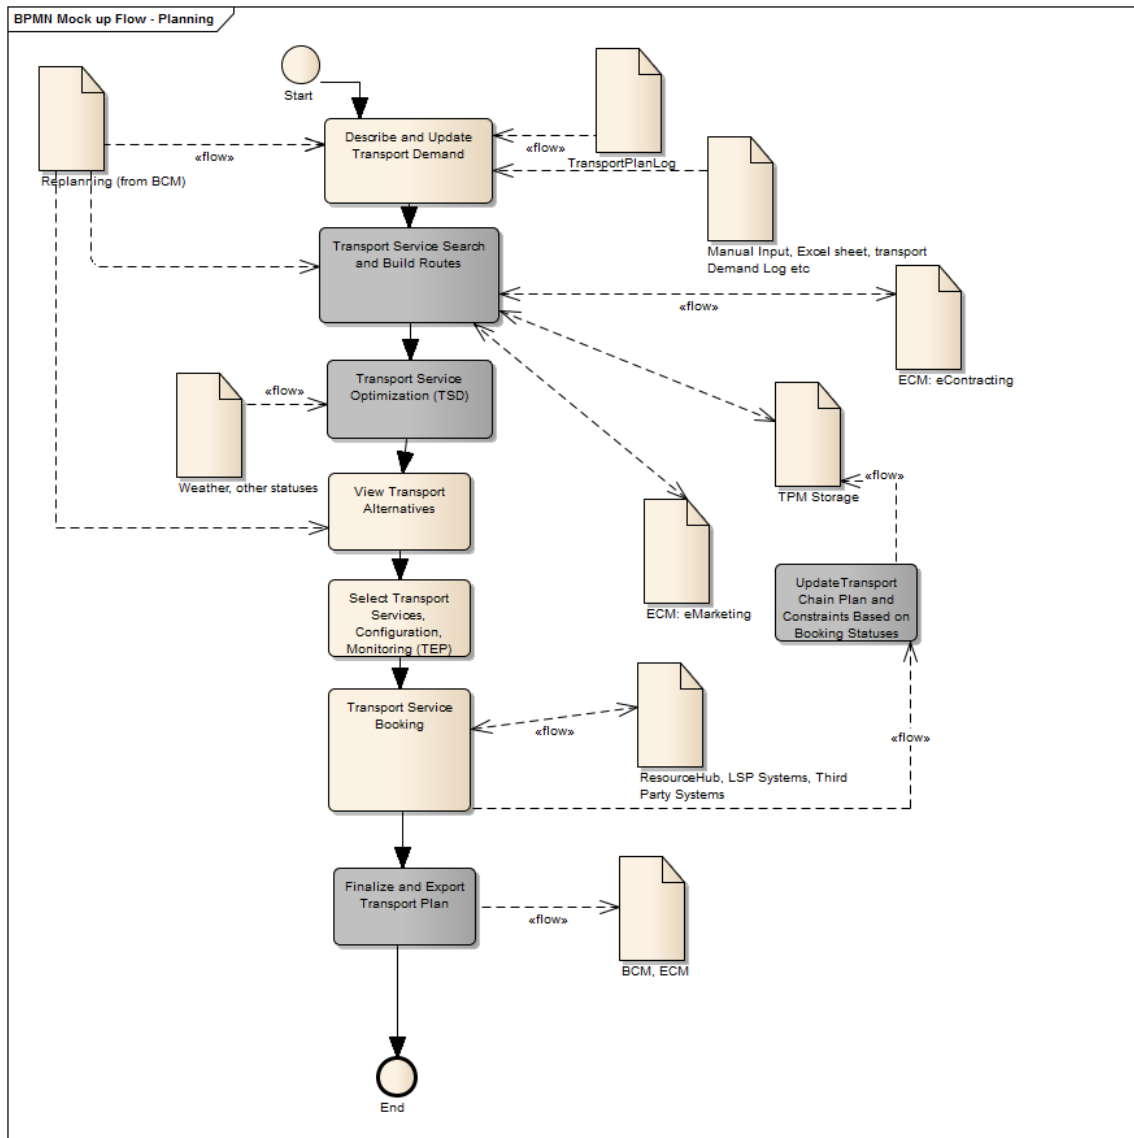 BPMN Mock up Flow - Planning
Start
Describe and Update
Transport Demand
«flow»
TransportPlanLog
«flow»
Replanning (from BCM)
Manual Input, Excel sheet, transport
Demand Log etc
Transport Service Search
and Build Routes
«flow»
ECM: eContracting
Transport Service
Optimization (TSD)
«flow»
Weather, other statuses
«flow»
TPM Storage
View Transport
Alternatives
ECM: eMarketing
UpdateTransport
Chain Plan and
Constraints Based on
Booking Statuses
Select Transport
Services,
Configuration,
Monitoring (TEP)
Transport Service
Booking
«flow»
«flow»
ResourceHub, LSP Systems, Third
Party Systems
Finalize and Export
Transport Plan
«flow»
BCM, ECM
End